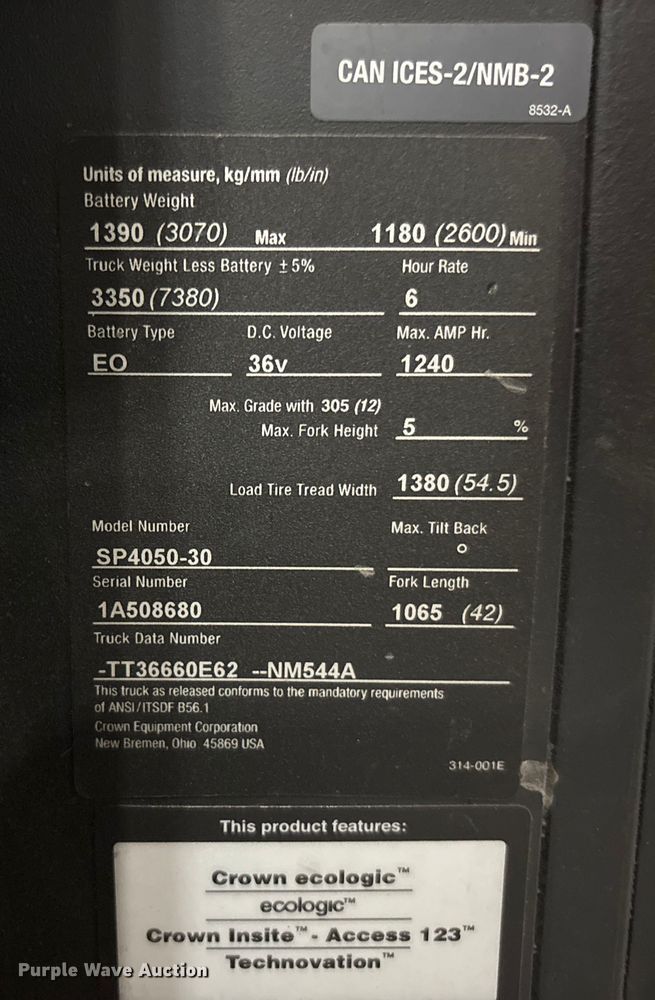 CAN ICES-2/NMB-2
8532-A
Units of measure, kg/mm (lb/in)
Battery Weight
1390 (3070) Max 1180 (2600) Min
Truck Weight Less Battery ±5% Hour Rate
3350 (7380) 6
Battery Type D.C. Voltage Max. AMP Hr.
EO 36v 1240
Max. Grade with 305 (12)
Max. Fork Height 5 %
Load Tire Tread Width 1380 (54.5)
Model Number Max. Tilt Back
SP4050-30 °
Serial Number Fork Length
1A508680 1065 (42)
Truck Data Number
-TT36660E62 --NM544A
This truck as released conforms to the mandatory requirements
of ANSI/ITSDF B56.1
Crown Equipment Corporation
New Bremen, Ohio 45869 USA
314-001E
This product features:
Crown ecologic™
ecologic™
Crown Insite™ - Access 123™
Technovation™
Purple Wave Auction